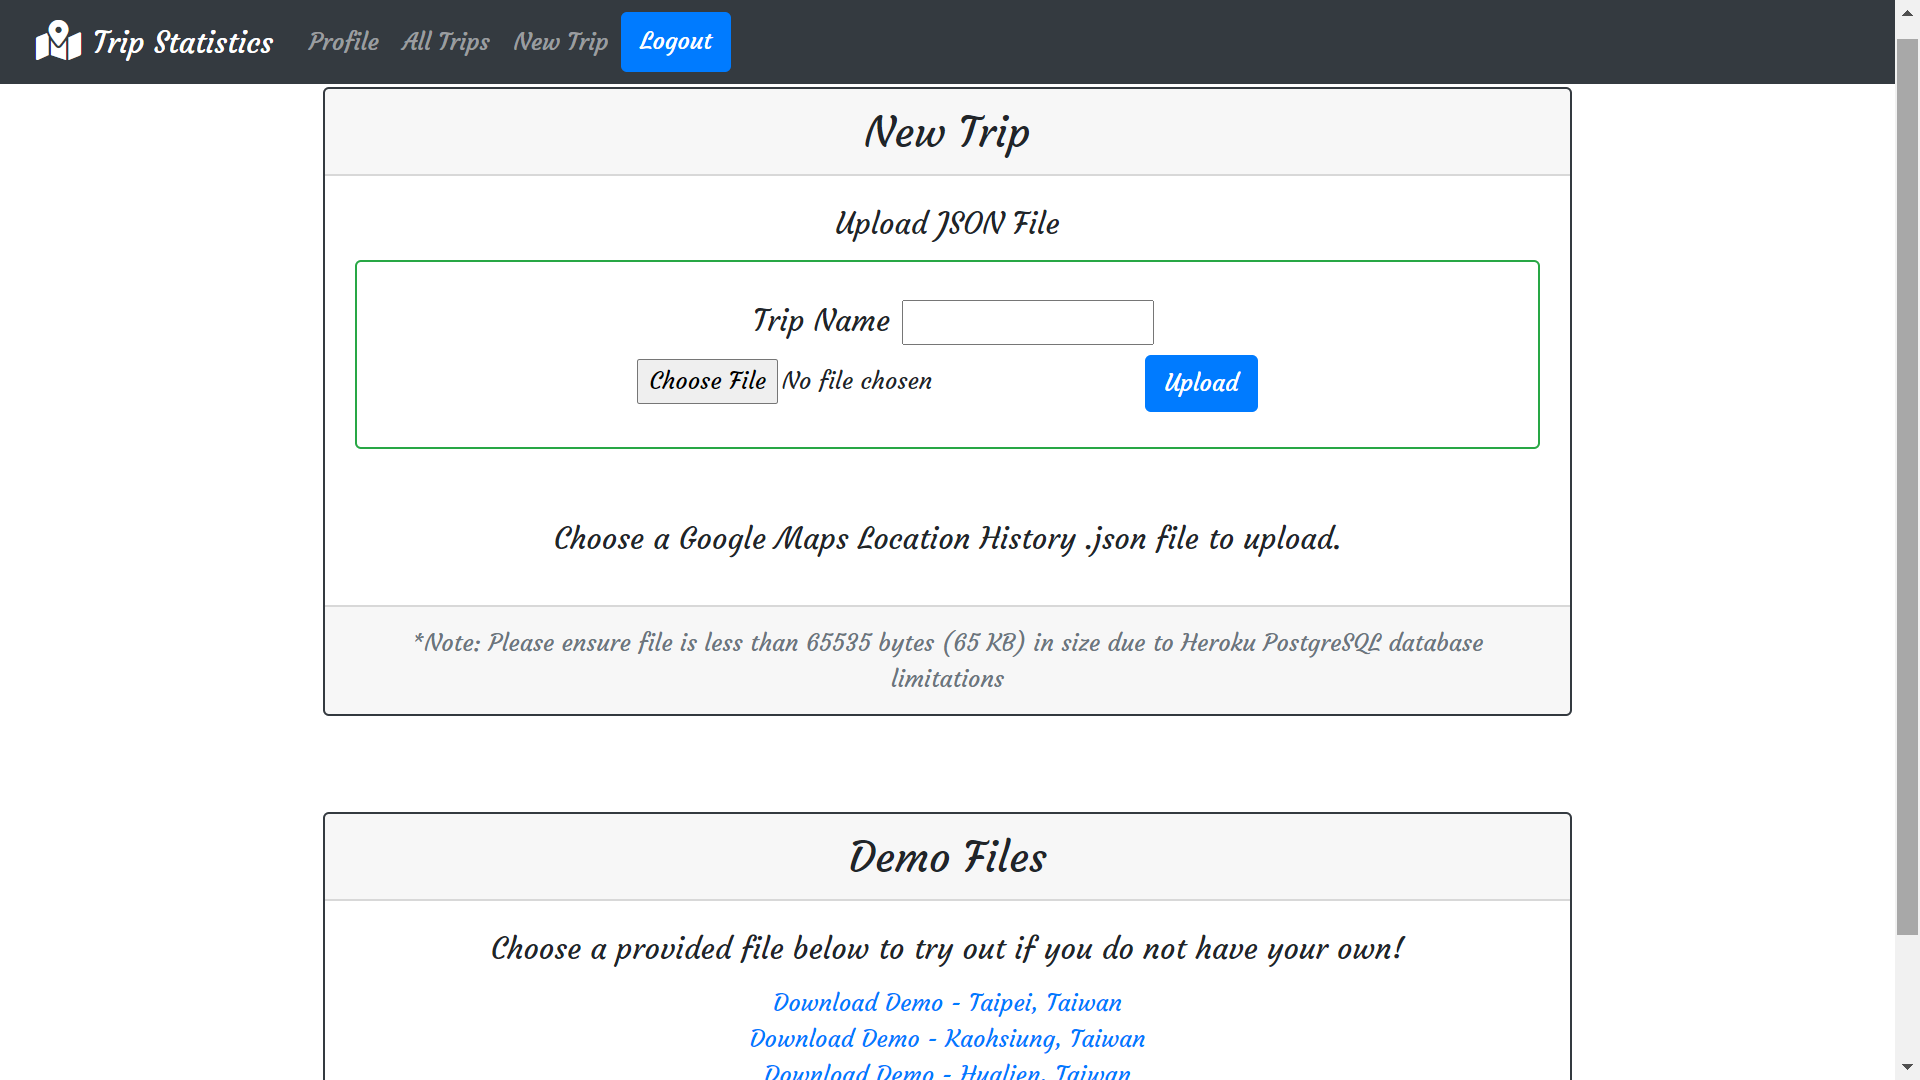 Trip Statistics Profile All Trips New Trip Logout
New Trip
Upload JSON File
Trip Name
Choose File No file chosen Upload
Choose a Google Maps Location History .json file to upload.
*Note: Please ensure file is less than 65535 bytes (65 KB) in size due to Heroku PostgreSQL database
limitations
Demo Files
Choose a provided file below to try out if you do not have your own!
Download Demo - Taipei, Taiwan
Download Demo - Kaohsiung, Taiwan
Download Demo - Hualien, Taiwan